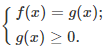 f(x) = g(x);
g(x) ≥ 0.